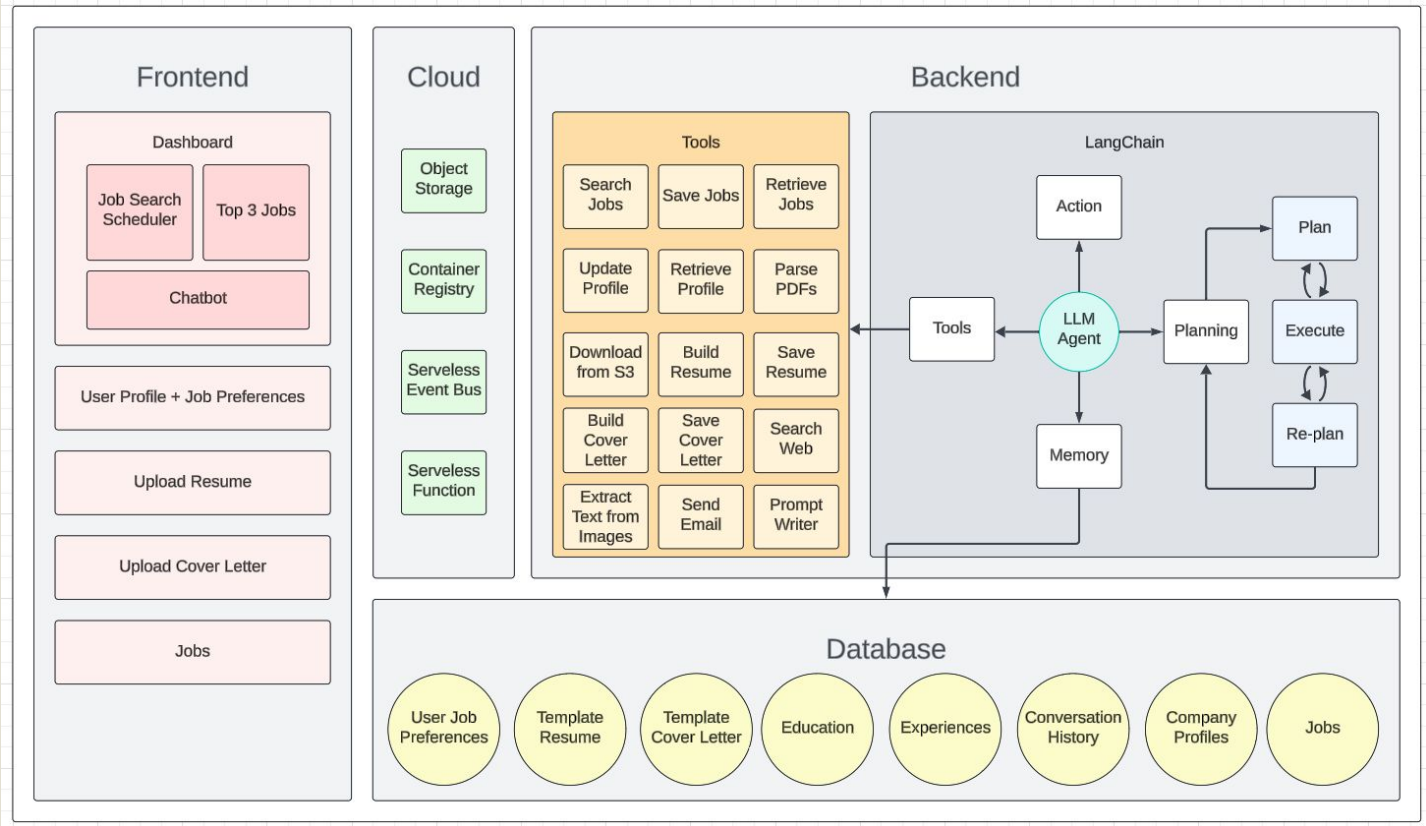 Frontend
Dashboard
Job Search
Scheduler
Top 3 Jobs
Chatbot
User Profile + Job Preferences
Upload Resume
Upload Cover Letter
Jobs
Cloud
Object
Storage
Container
Registry
Serveless
Event Bus
Serveless
Function
Backend
Tools
Search
Jobs
Save Jobs
Retrieve
Jobs
Update
Profile
Retrieve
Profile
Parse
PDFs
Download
from S3
Build
Resume
Save
Resume
Build
Cover
Letter
Save
Cover
Letter
Search
Web
Extract
Text from
Images
Send
Email
Prompt
Writer
LangChain
Action
Tools
LLM
Agent
Planning
Memory
Plan
Execute
Re-plan
Database
User Job
Preferences
Template
Resume
Template
Cover Letter
Education
Experiences
Conversation
History
Company
Profiles
Jobs